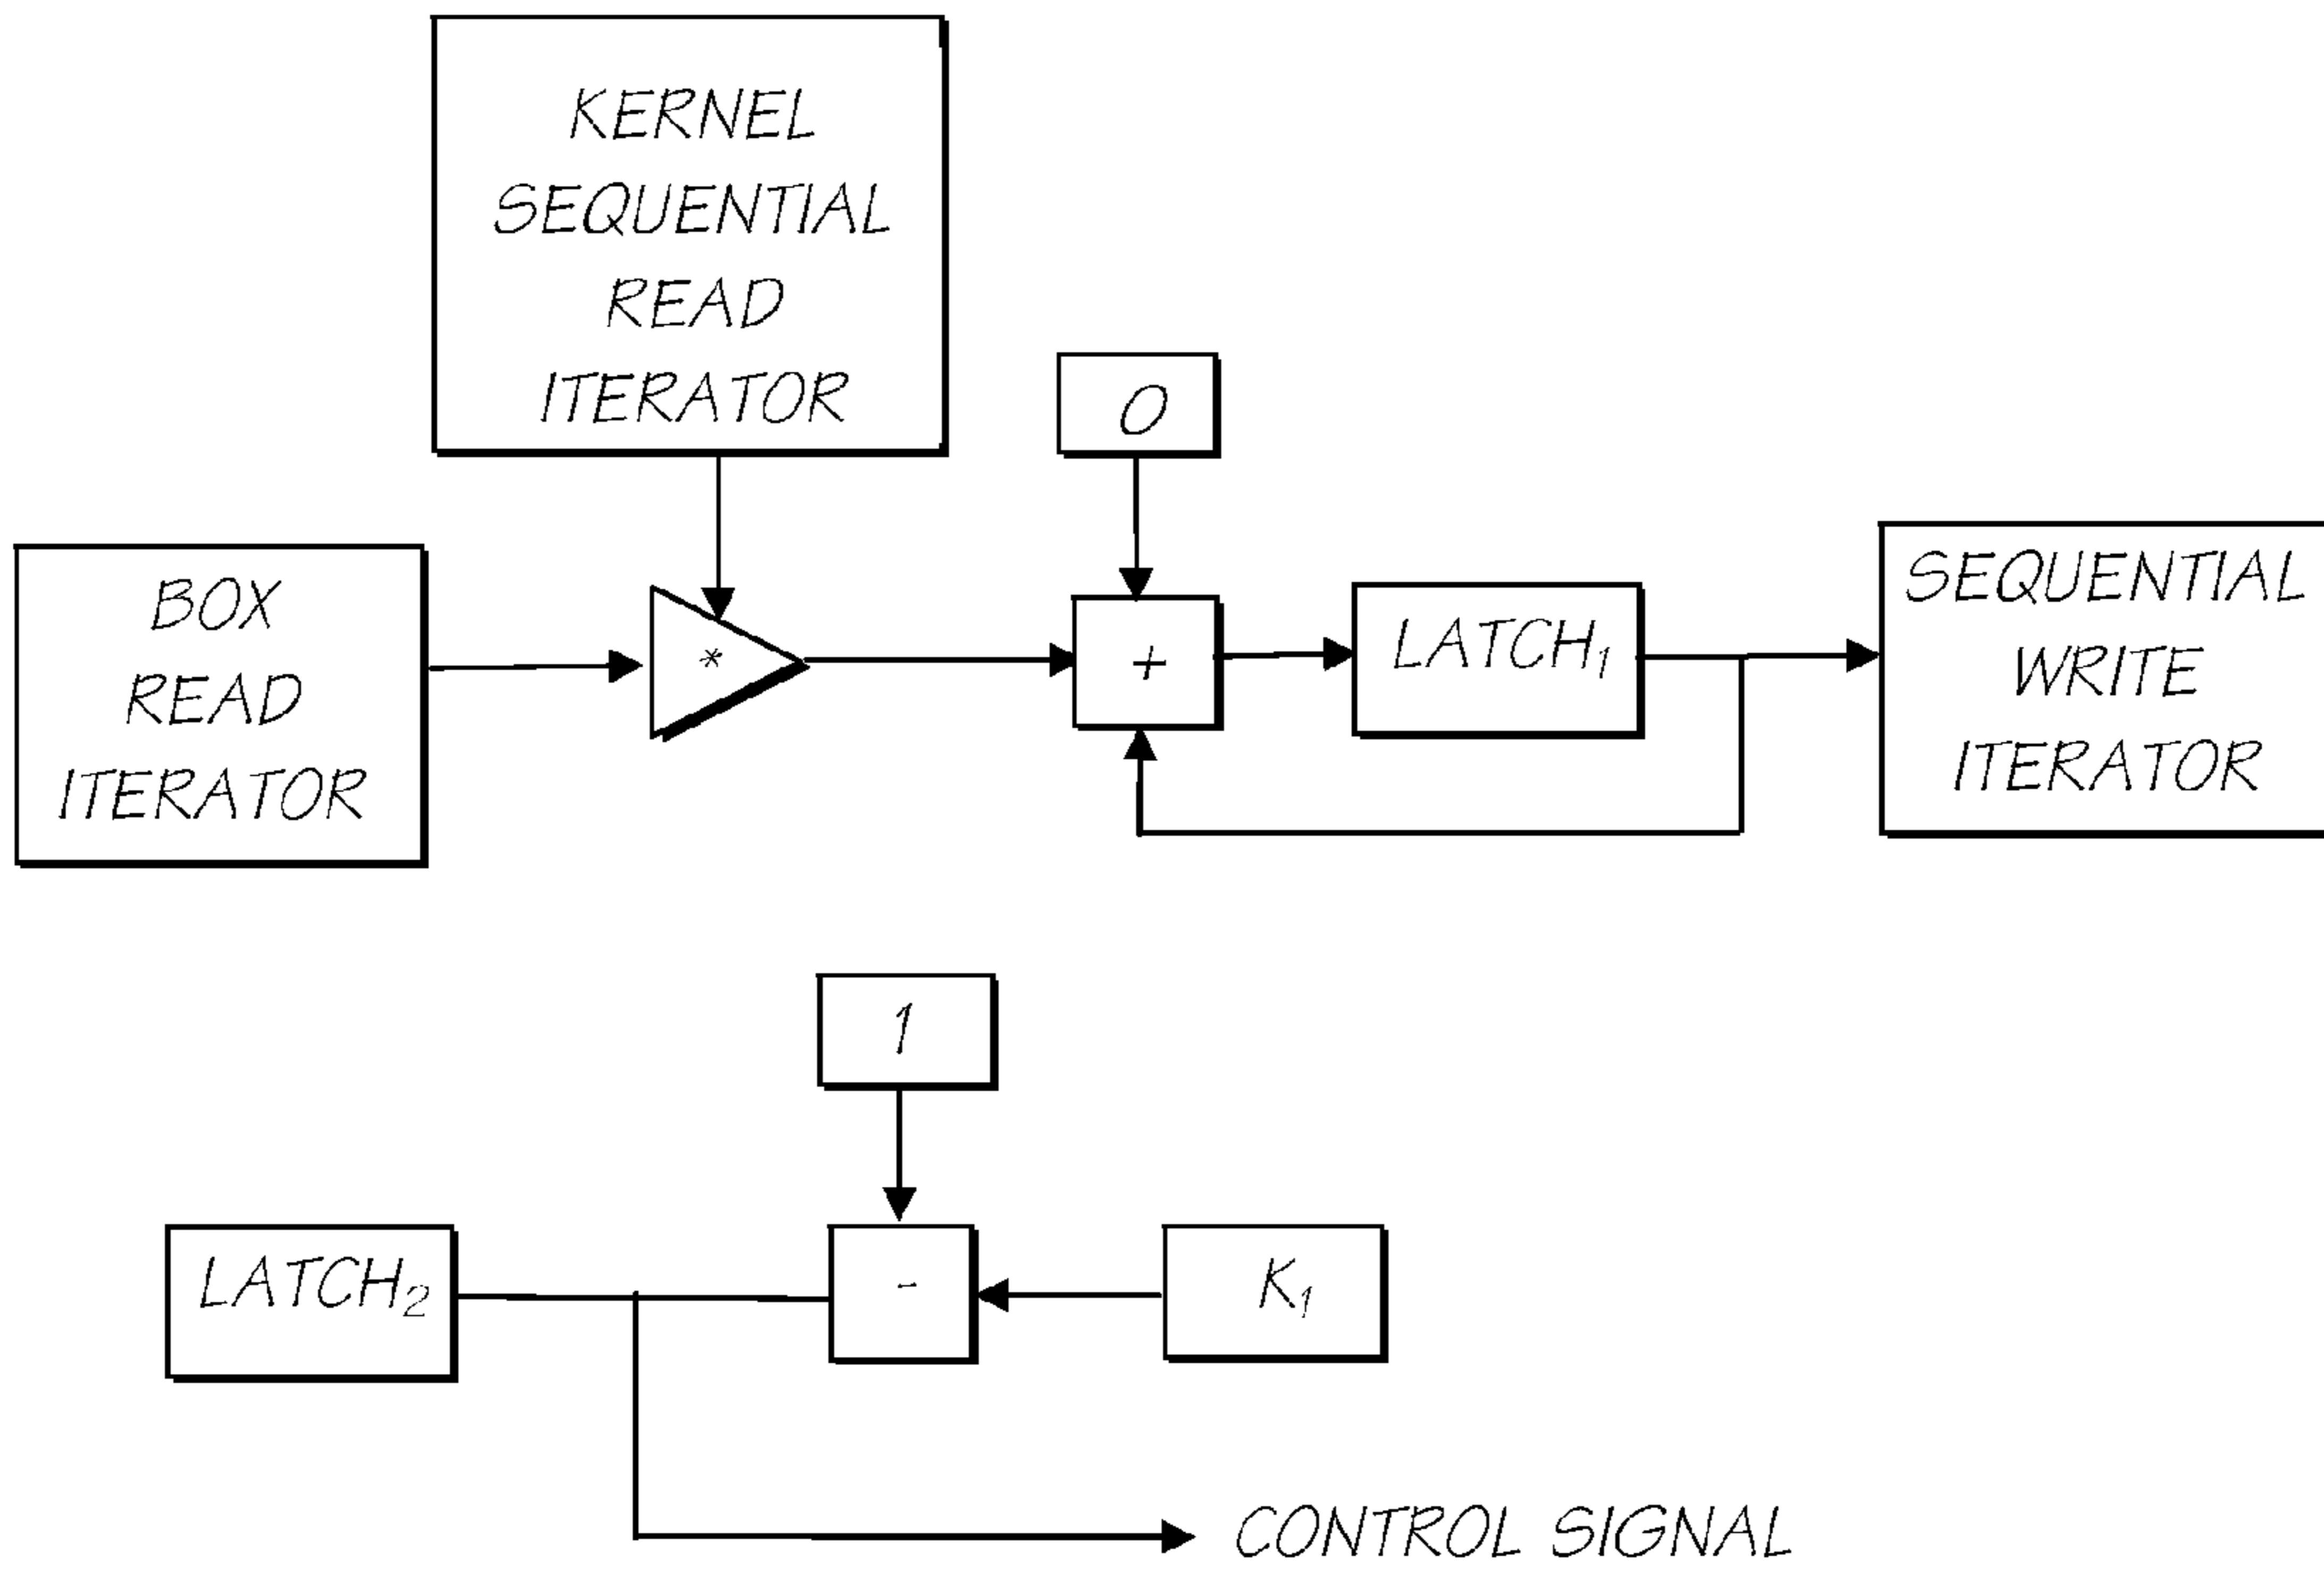 KERNEL
SEQUENTIAL
READ
ITERATOR
0
BOX
READ
ITERATOR
*
+
LATCH₁
SEQUENTIAL
WRITE
ITERATOR
1
LATCH₂
-
K₁
CONTROL SIGNAL